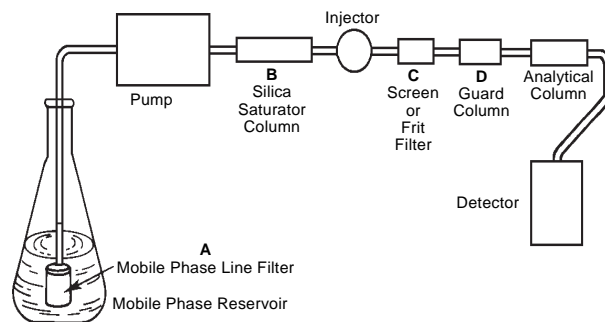 Pump
B
Silica
Saturator
Column
Injector
C
Screen
or
Frit
Filter
D
Guard
Column
Analytical
Column
Detector
A
Mobile Phase Line Filter
Mobile Phase Reservoir